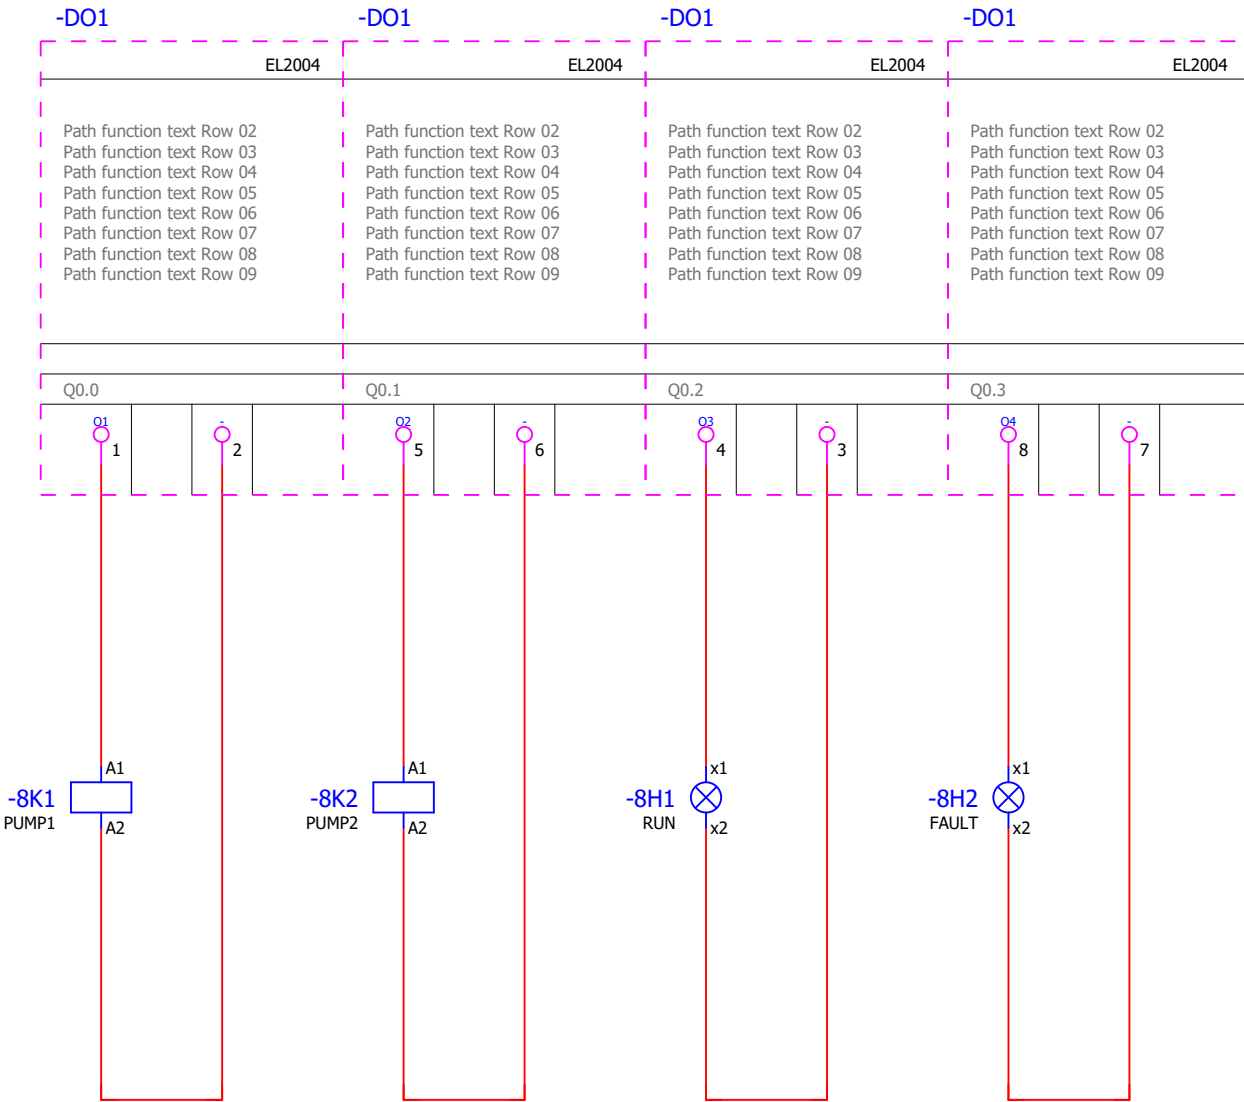 -DO1 -DO1 -DO1 -DO1
EL2004 EL2004 EL2004 EL2004
Path function text Row 02 Path function text Row 02 Path function text Row 02 Path function text Row 02
Path function text Row 03 Path function text Row 03 Path function text Row 03 Path function text Row 03
Path function text Row 04 Path function text Row 04 Path function text Row 04 Path function text Row 04
Path function text Row 05 Path function text Row 05 Path function text Row 05 Path function text Row 05
Path function text Row 06 Path function text Row 06 Path function text Row 06 Path function text Row 06
Path function text Row 07 Path function text Row 07 Path function text Row 07 Path function text Row 07
Path function text Row 08 Path function text Row 08 Path function text Row 08 Path function text Row 08
Path function text Row 09 Path function text Row 09 Path function text Row 09 Path function text Row 09
Q0.0 Q0.1 Q0.2 Q0.3
O1 - O2 - O3 - O4 -
1 2 5 6 4 3 8 7
A1 A1 x1 x1
-8K1 -8K2 -8H1 -8H2
PUMP1 PUMP2 RUN FAULT
A2 A2 x2 x2